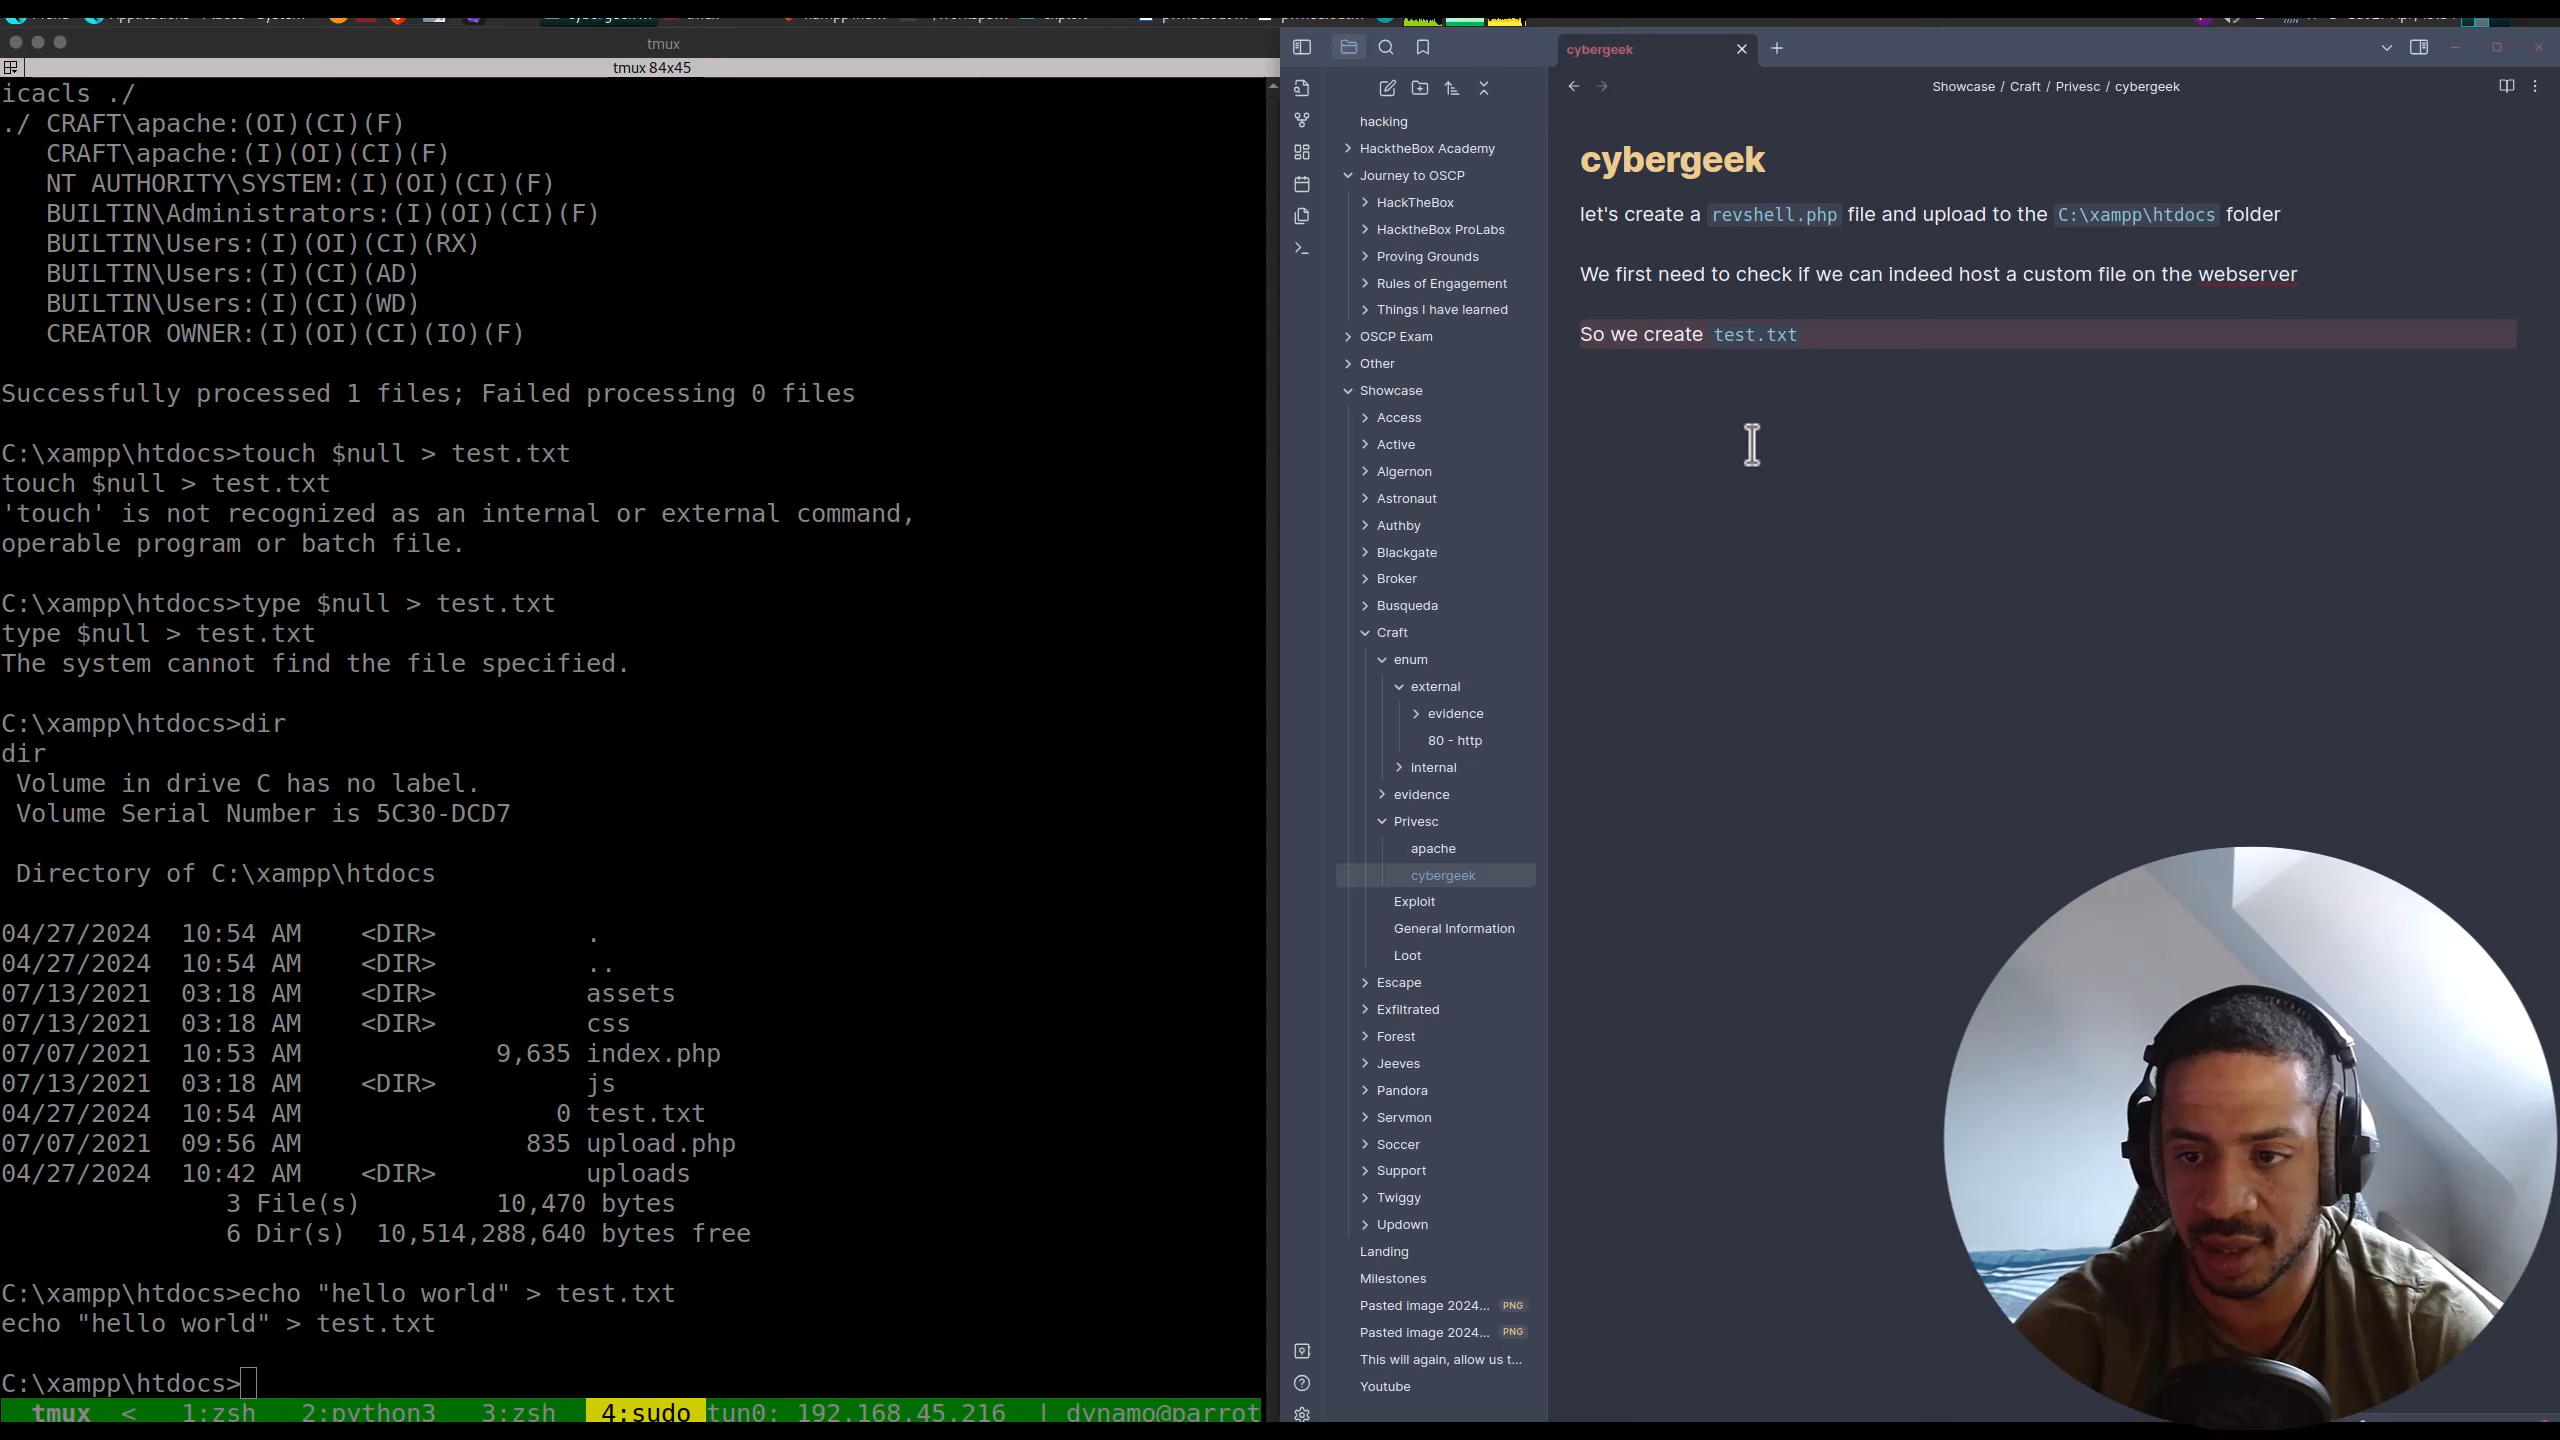 tmux
tmux 84x45
icacls ./
./ CRAFT\apache:(OI)(CI)(F)
CRAFT\apache:(I)(OI)(CI)(F)
NT AUTHORITY\SYSTEM:(I)(OI)(CI)(F)
BUILTIN\Administrators:(I)(OI)(CI)(F)
BUILTIN\Users:(I)(OI)(CI)(RX)
BUILTIN\Users:(I)(CI)(AD)
BUILTIN\Users:(I)(CI)(WD)
CREATOR OWNER:(I)(OI)(CI)(IO)(F)
Successfully processed 1 files; Failed processing 0 files
C:\xampp\htdocs>touch $null > test.txt
touch $null > test.txt
'touch' is not recognized as an internal or external command,
operable program or batch file.
C:\xampp\htdocs>type $null > test.txt
type $null > test.txt
The system cannot find the file specified.
C:\xampp\htdocs>dir
dir
Volume in drive C has no label.
Volume Serial Number is 5C30-DCD7
Directory of C:\xampp\htdocs
04/27/2024  10:54 AM    <DIR>          .
04/27/2024  10:54 AM    <DIR>          ..
07/13/2021  03:18 AM    <DIR>          assets
07/13/2021  03:18 AM    <DIR>          css
07/07/2021  10:53 AM             9,635 index.php
07/13/2021  03:18 AM    <DIR>          js
04/27/2024  10:54 AM                 0 test.txt
07/07/2021  09:56 AM               835 upload.php
04/27/2024  10:42 AM    <DIR>          uploads
3 File(s)         10,470 bytes
6 Dir(s)  10,514,288,640 bytes free
C:\xampp\htdocs>echo "hello world" > test.txt
echo "hello world" > test.txt
C:\xampp\htdocs>
tmux < 1:zsh 2:python3 3:zsh 4:sudo tun0: 192.168.45.216 | dynamo@parrot
hacking
HacktheBox Academy
Journey to OSCP
HackTheBox
HacktheBox ProLabs
Proving Grounds
Rules of Engagement
Things I have learned
OSCP Exam
Other
Showcase
Access
Active
Algernon
Astronaut
Authby
Blackgate
Broker
Busqueda
Craft
enum
external
evidence
80 - http
internal
evidence
Privesc
apache
cybergeek
Exploit
General Information
Loot
Escape
Exfiltrated
Forest
Jeeves
Pandora
Servmon
Soccer
Support
Twiggy
Updown
Landing
Milestones
Pasted image 2024... PNG
Pasted image 2024... PNG
This will again, allow us t...
Youtube
cybergeek
Showcase / Craft / Privesc / cybergeek
cybergeek
let's create a revshell.php file and upload to the C:\xampp\htdocs folder
We first need to check if we can indeed host a custom file on the webserver
So we create test.txt